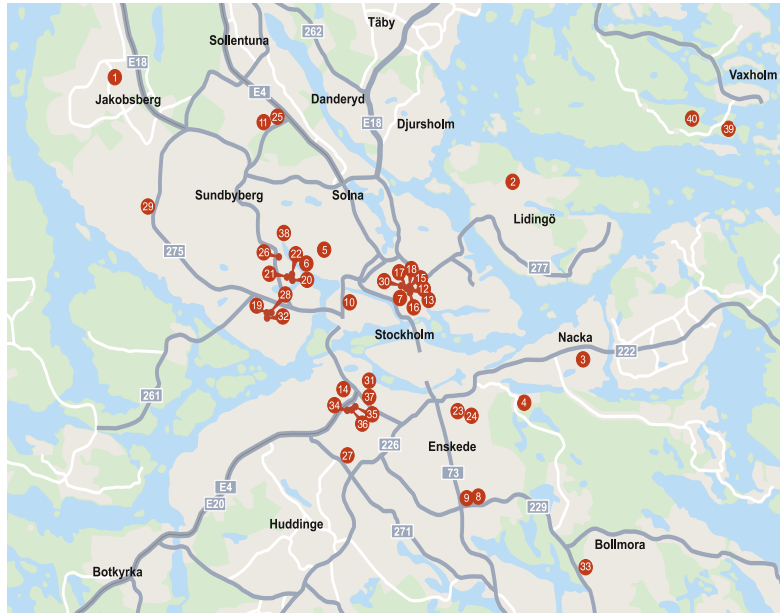 Täby
262
Sollentuna
E18
1
Jakobsberg
E4
Danderyd
Vaxholm
11
25
40
39
Djursholm
E18
2
Sundbyberg
Solna
29
Lidingö
38
5
275
26
22
6
277
21
20
17
18
15
30
12
7
13
16
28
10
19
32
Stockholm
Nacka
222
3
261
14
31
37
4
34
35
23
24
36
226
Enskede
27
73
E4
9
8
E20
229
Huddinge
271
Bollmora
33
Botkyrka